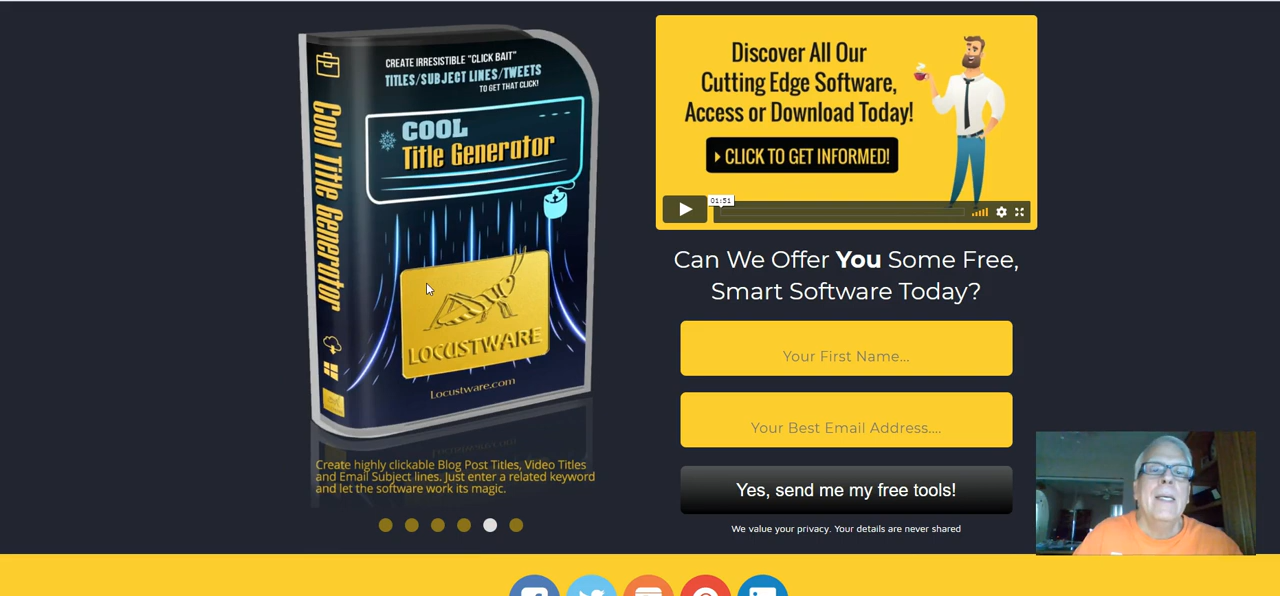 CREATE IRRESISTIBLE "CLICK BAIT"
TITLES/SUBJECT LINES/TWEETS
TO GET THAT CLICK!
COOL
Title Generator
Cool Title Generator
LOCUSTWARE
Locustware.com
Create highly clickable Blog Post Titles, Video Titles
and Email Subject lines. Just enter a related keyword
and let the software work its magic.
Discover All Our
Cutting Edge Software,
Access or Download Today!
CLICK TO GET INFORMED!
01:51
Can We Offer You Some Free,
Smart Software Today?
Your First Name...
Your Best Email Address....
Yes, send me my free tools!
We value your privacy. Your details are never shared